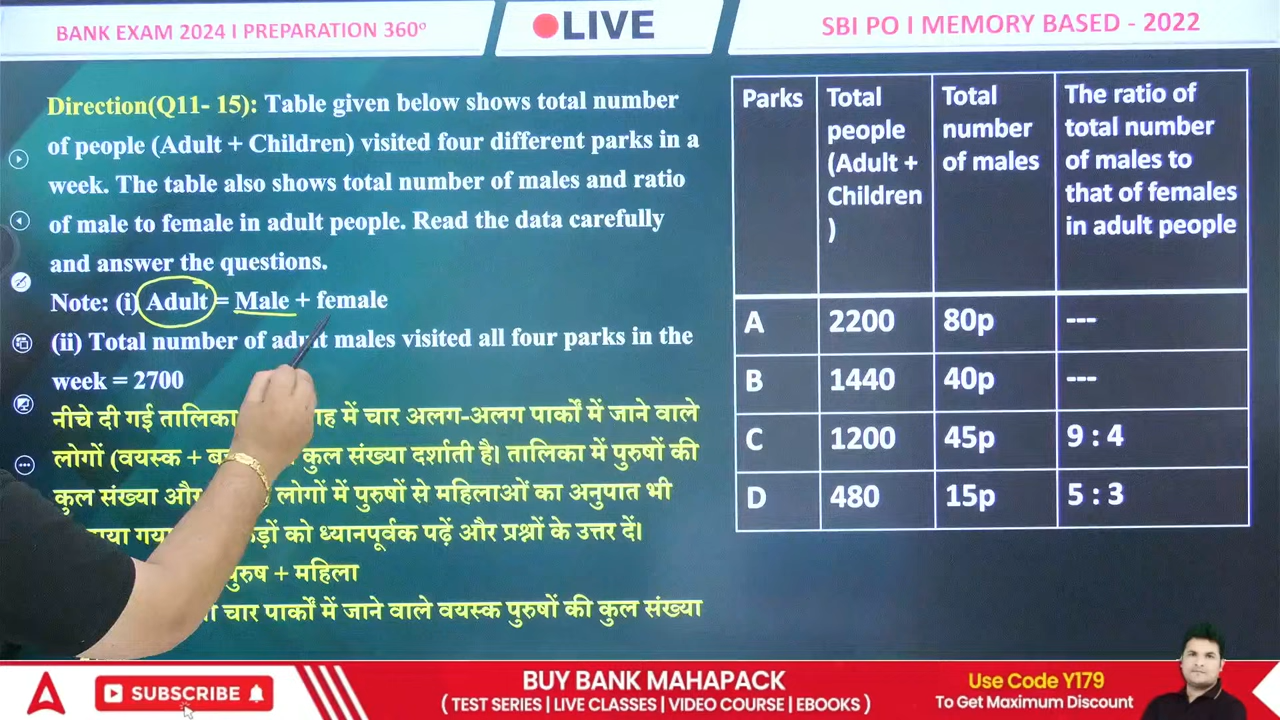 BANK EXAM 2024 I PREPARATION 360º
LIVE
SBI PO I MEMORY BASED - 2022
Direction(Q11- 15): Table given below shows total number
of people (Adult + Children) visited four different parks in a
week. The table also shows total number of males and ratio
of male to female in adult people. Read the data carefully
and answer the questions.
Note: (i) Adult = Male + female
(ii) Total number of adult males visited all four parks in the
week = 2700
नीचे दी गई तालिका में चार अलग-अलग पार्कों में जाने वाले
लोगों (वयस्क + कुल संख्या दर्शाती है। तालिका में पुरुषों की
कुल संख्या लोगों में पुरुषों से महिलाओं का अनुपात भी
को ध्यानपूर्वक पढ़ें और प्रश्नों के उत्तर दें।
+ महिला
चार पार्कों में जाने वाले वयस्क पुरुषों की कुल संख्या
Parks
Total
people
(Adult +
Children
)
Total
number
of males
The ratio of
total number
of males to
that of females
in adult people
A 2200 80p ---
B 1440 40p ---
C 1200 45p 9 : 4
D 480 15p 5 : 3
SUBSCRIBE
BUY BANK MAHAPACK
( TEST SERIES | LIVE CLASSES | VIDEO COURSE | EBOOKS )
Use Code Y179
To Get Maximum Discount